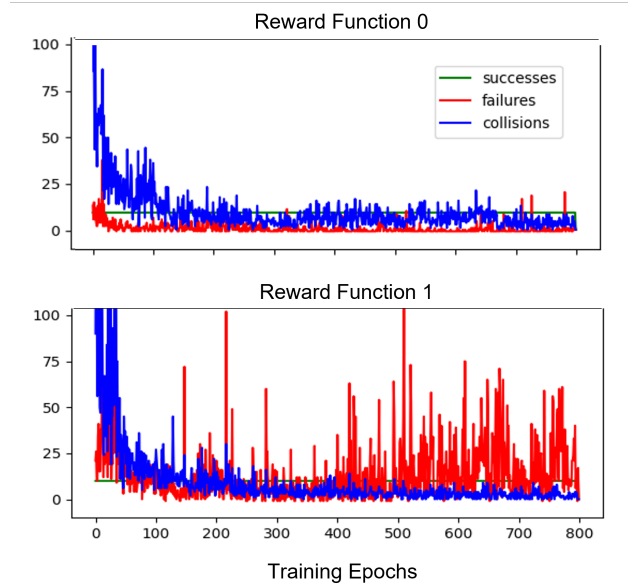 Reward Function 0
100
75
50
25
0
successes
failures
collisions
Reward Function 1
100
75
50
25
0
0 100 200 300 400 500 600 700 800
Training Epochs